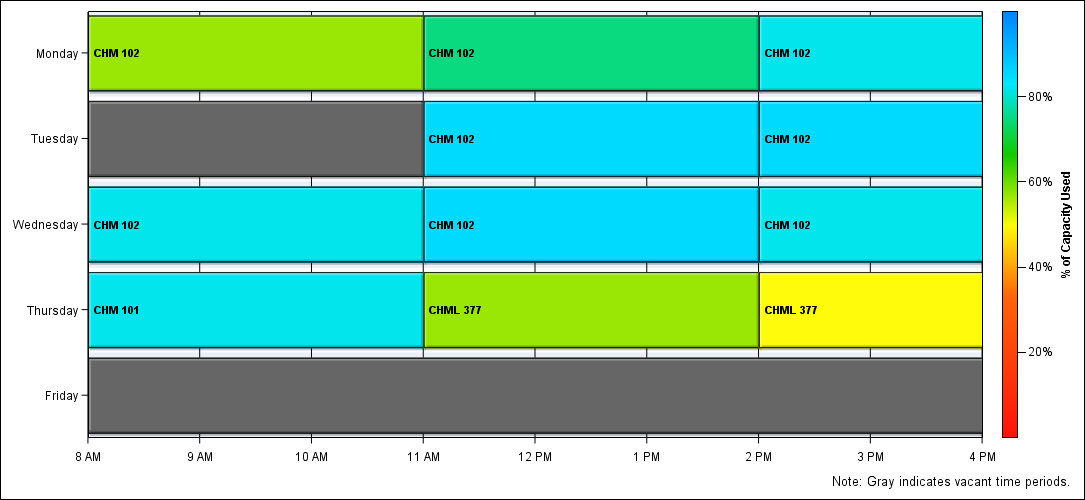 Monday
CHM 102
CHM 102
CHM 102
80%
Tuesday
CHM 102
CHM 102
60%
% of Capacity Used
Wednesday
CHM 102
CHM 102
CHM 102
40%
Thursday
CHM 101
CHML 377
CHML 377
20%
Friday
8 AM
9 AM
10 AM
11 AM
12 PM
1 PM
2 PM
3 PM
4 PM
Note: Gray indicates vacant time periods.